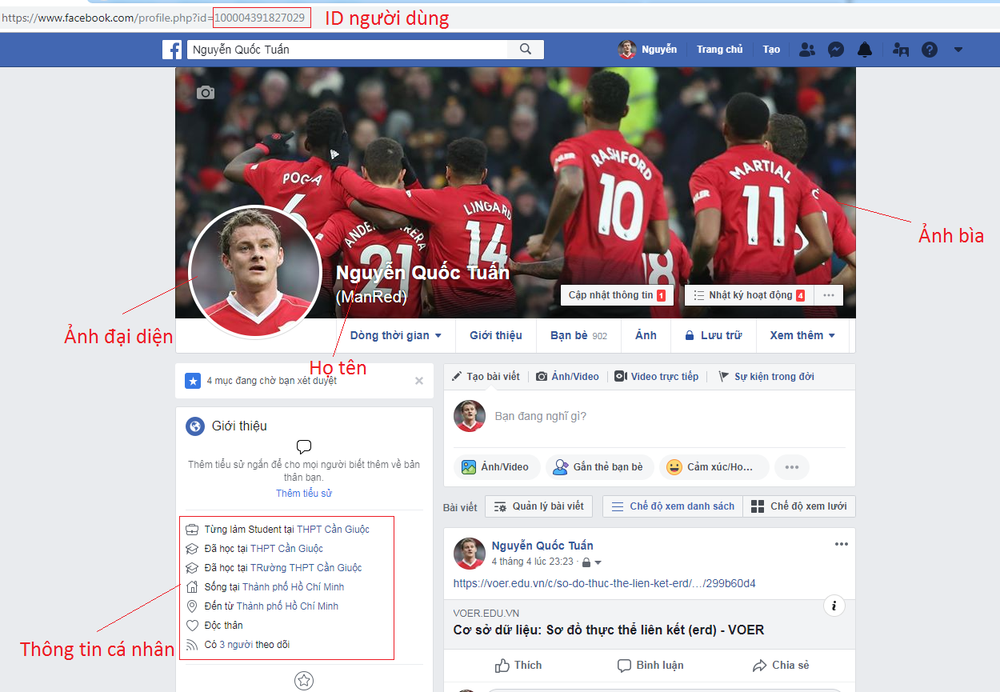 https://www.facebook.com/profile.php?id=100004391827029
ID người dùng
Nguyễn Quốc Tuấn
Nguyễn
Trang chủ
Tạo
POGBA
6
ANDER HERRERA
21
LINGARD
14
RASHFORD
10
MARTIAL
11
18
Ảnh bìa
Nguyễn Quốc Tuấn
(ManRed)
Cập nhật thông tin 1
Nhật ký hoạt động 4
Ảnh đại diện
Dòng thời gian
Giới thiệu
Bạn bè 902
Ảnh
Lưu trữ
Xem thêm
Họ tên
4 mục đang chờ bạn xét duyệt
Tạo bài viết
Ảnh/Video
Video trực tiếp
Sự kiện trong đời
Bạn đang nghĩ gì?
Ảnh/Video
Gắn thẻ bạn bè
Cảm xúc/Ho...
Giới thiệu
Thêm tiểu sử ngắn để cho mọi người biết thêm về bản
thân bạn.
Thêm tiểu sử
Từng làm Student tại THPT Cần Giuộc
Đã học tại THPT Cần Giuộc
Đã học tại TRường THPT Cần Giuộc
Sống tại Thành phố Hồ Chí Minh
Đến từ Thành phố Hồ Chí Minh
Độc thân
Có 3 người theo dõi
Thông tin cá nhân
Bài viết
Quản lý bài viết
Chế độ xem danh sách
Chế độ xem lưới
Nguyễn Quốc Tuấn
4 tháng 4 lúc 23:23 ·
https://voer.edu.vn/c/so-do-thuc-the-lien-ket-erd/…/299b60d4
VOER.EDU.VN
Cơ sở dữ liệu: Sơ đồ thực thể liên kết (erd) - VOER
Thích
Bình luận
Chia sẻ